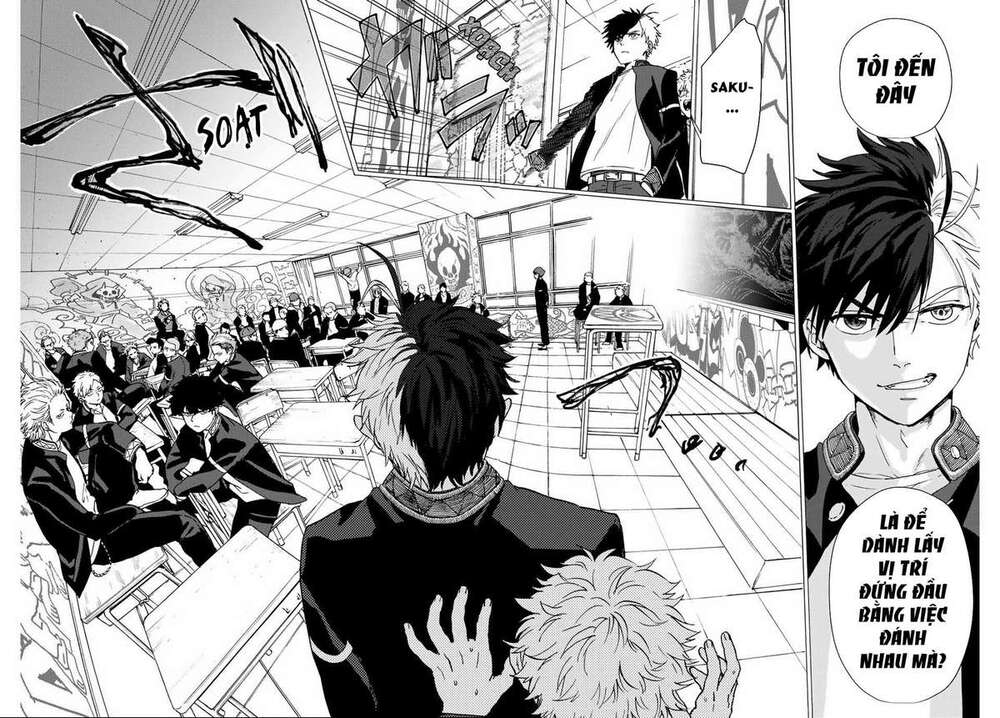 TÔI ĐẾN
ĐÂY
LÀ ĐỂ
DÀNH LẤY
VỊ TRÍ
ĐỨNG ĐẦU
BẰNG VIỆC
ĐÁNH
NHAU MÀ?
SAKU-
...
XOẠCH
SOẠT